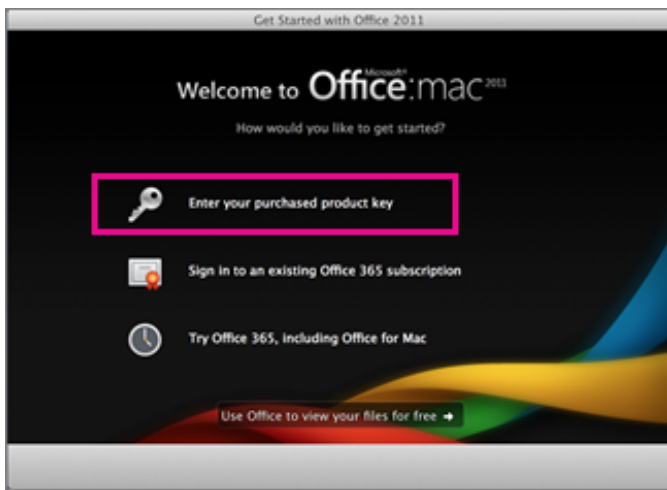 Get Started with Office 2011
Welcome to Microsoft® Office:mac 2011
How would you like to get started?
Enter your purchased product key
Sign in to an existing Office 365 subscription
Try Office 365, including Office for Mac
Use Office to view your files for free ➔